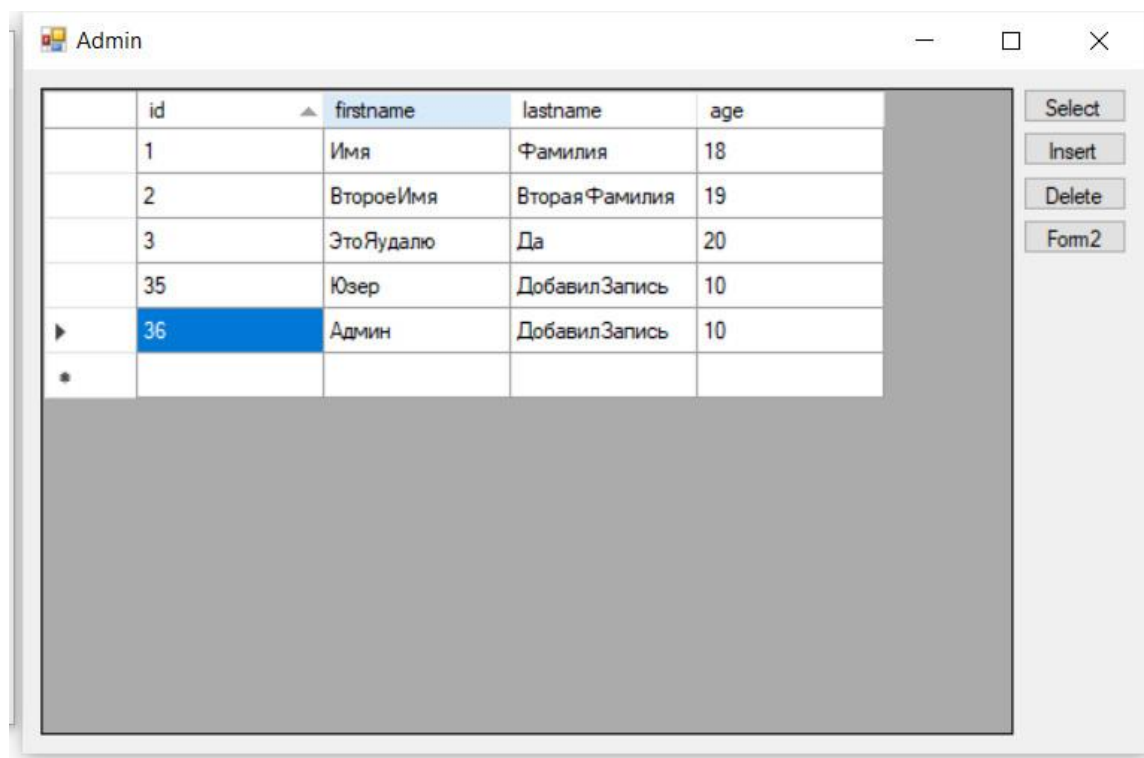 Admin
id firstname lastname age
1 Имя Фамилия 18
2 ВтороеИмя ВтораяФамилия 19
3 ЭтоЯудалю Да 20
35 Юзер ДобавилЗапись 10
36 Админ ДобавилЗапись 10
Select
Insert
Delete
Form2